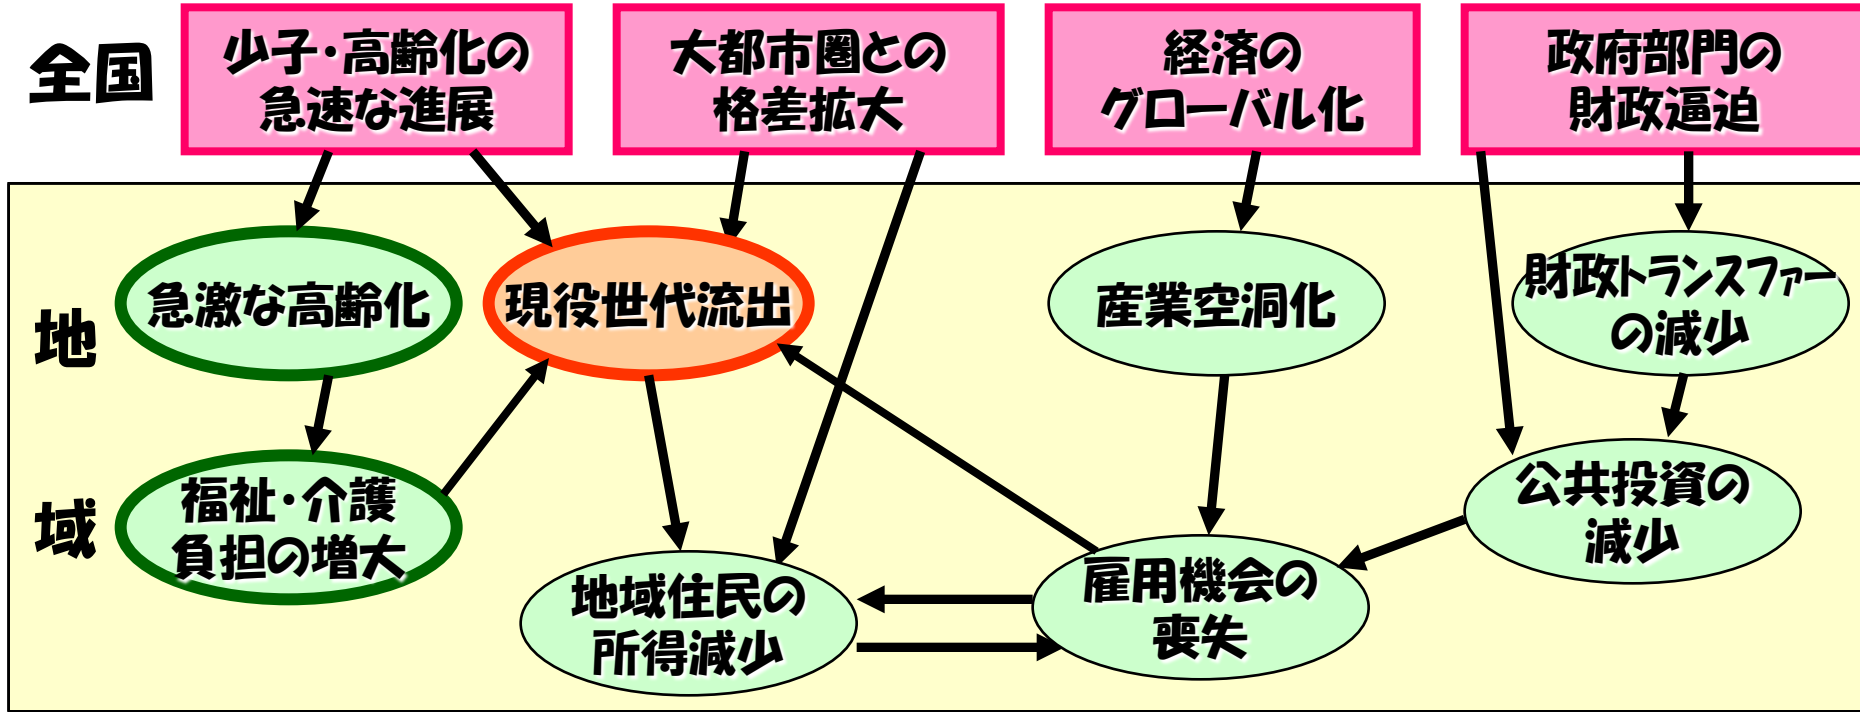 全国
少子・高齢化の
急速な進展
大都市圏との
格差拡大
経済の
グローバル化
政府部門の
財政逼迫
地
域
急激な高齢化
現役世代流出
産業空洞化
財政トランスファー
の減少
福祉・介護
負担の増大
地域住民の
所得減少
雇用機会の
喪失
公共投資の
減少